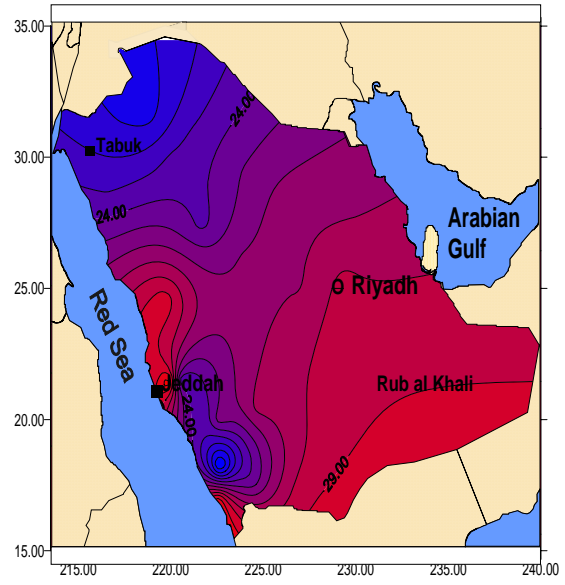 35.00
24.00
Tabuk
30.00
24.00
Arabian
Gulf
25.00
Riyadh
Red Sea
Jeddah
Rub al Khali
24.00
20.00
29.00
15.00
215.00 220.00 225.00 230.00 235.00 240.00